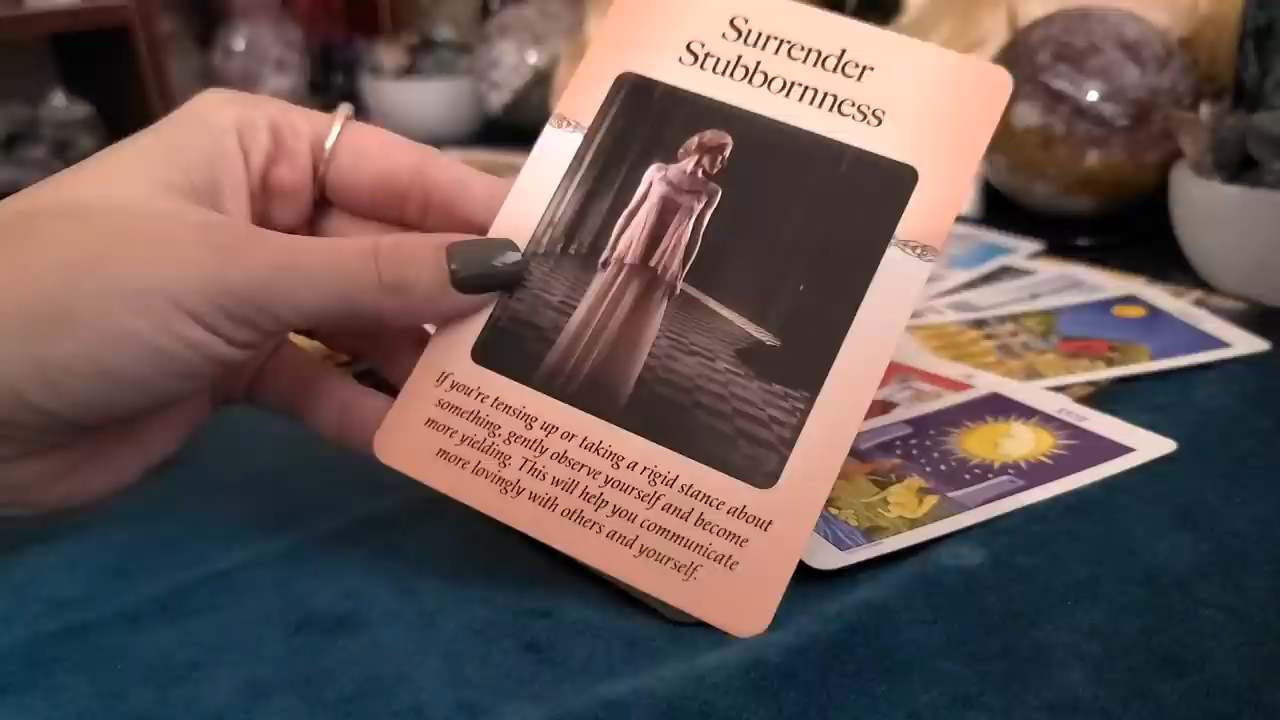 Surrender
Stubbornness
If you're tensing up or taking a rigid stance about
something, gently observe yourself and become
more yielding. This will help you communicate
more lovingly with others and yourself.